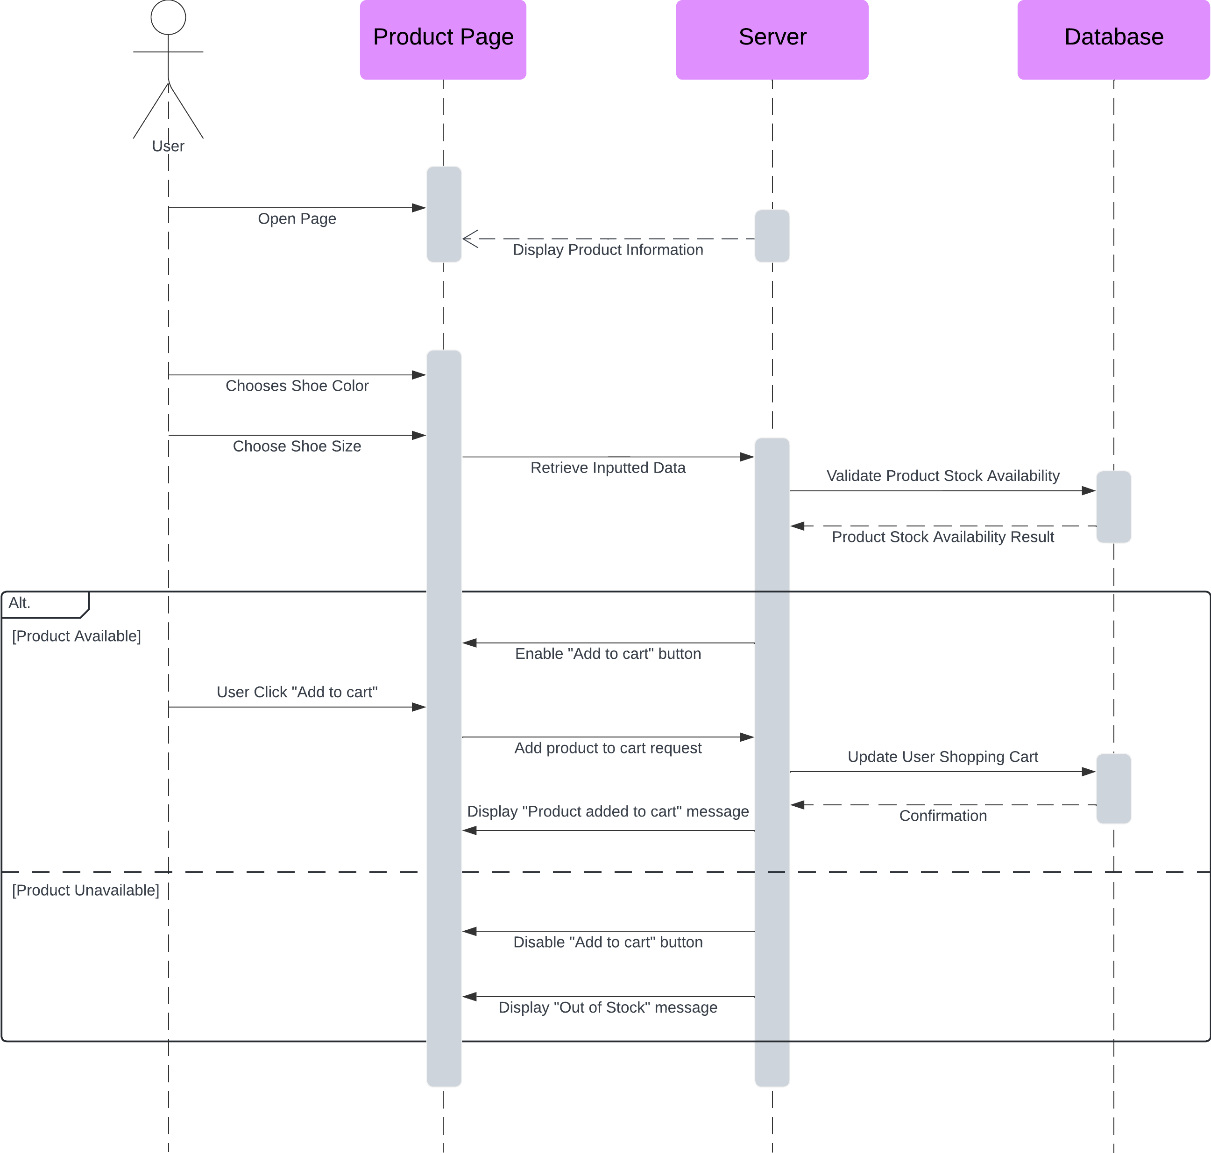 Product Page
Server
Database
User
Open Page
Display Product Information
Chooses Shoe Color
Choose Shoe Size
Retrieve Inputted Data
Validate Product Stock Availability
Product Stock Availability Result
Alt.
[Product Available]
Enable "Add to cart" button
User Click "Add to cart"
Add product to cart request
Update User Shopping Cart
Display "Product added to cart" message
Confirmation
[Product Unavailable]
Disable "Add to cart" button
Display "Out of Stock" message